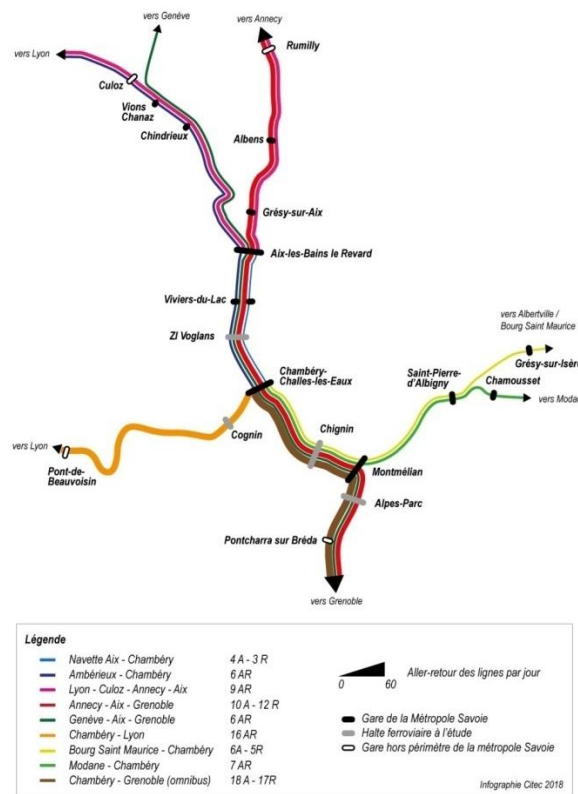 vers Genève
vers Annecy
vers Lyon
Rumilly
Culoz
Vions
Chanaz
Chindrieux
Albens
Grésy-sur-Aix
Aix-les-Bains le Revard
Viviers-du-Lac
ZI Voglans
vers Albertville /
Bourg Saint Maurice
Grésy-sur-Isère
Chambéry-
Challes-les-Eaux
Saint-Pierre-
d'Albigny
Chamousset
vers Modan
Cognin
Chignin
vers Lyon
Pont-de-
Beauvoisin
Montmélian
Alpes-Parc
Pontcharra sur Bréda
vers Grenoble
Légende
Navette Aix - Chambéry 4 A - 3 R
Ambérieux - Chambéry 6 AR
Lyon - Culoz - Annecy - Aix 9 AR
Annecy - Aix - Grenoble 10 A - 12 R
Genève - Aix - Grenoble 6 AR
Chambéry - Lyon 16 AR
Bourg Saint Maurice - Chambéry 6A - 5R
Modane - Chambéry 7 AR
Chambéry - Grenoble (omnibus) 18 A - 17R
0 60 Aller-retour des lignes par jour
Gare de la Métropole Savoie
Halte ferroviaire à l'étude
Gare hors périmètre de la métropole Savoie
Infographie Citec 2018